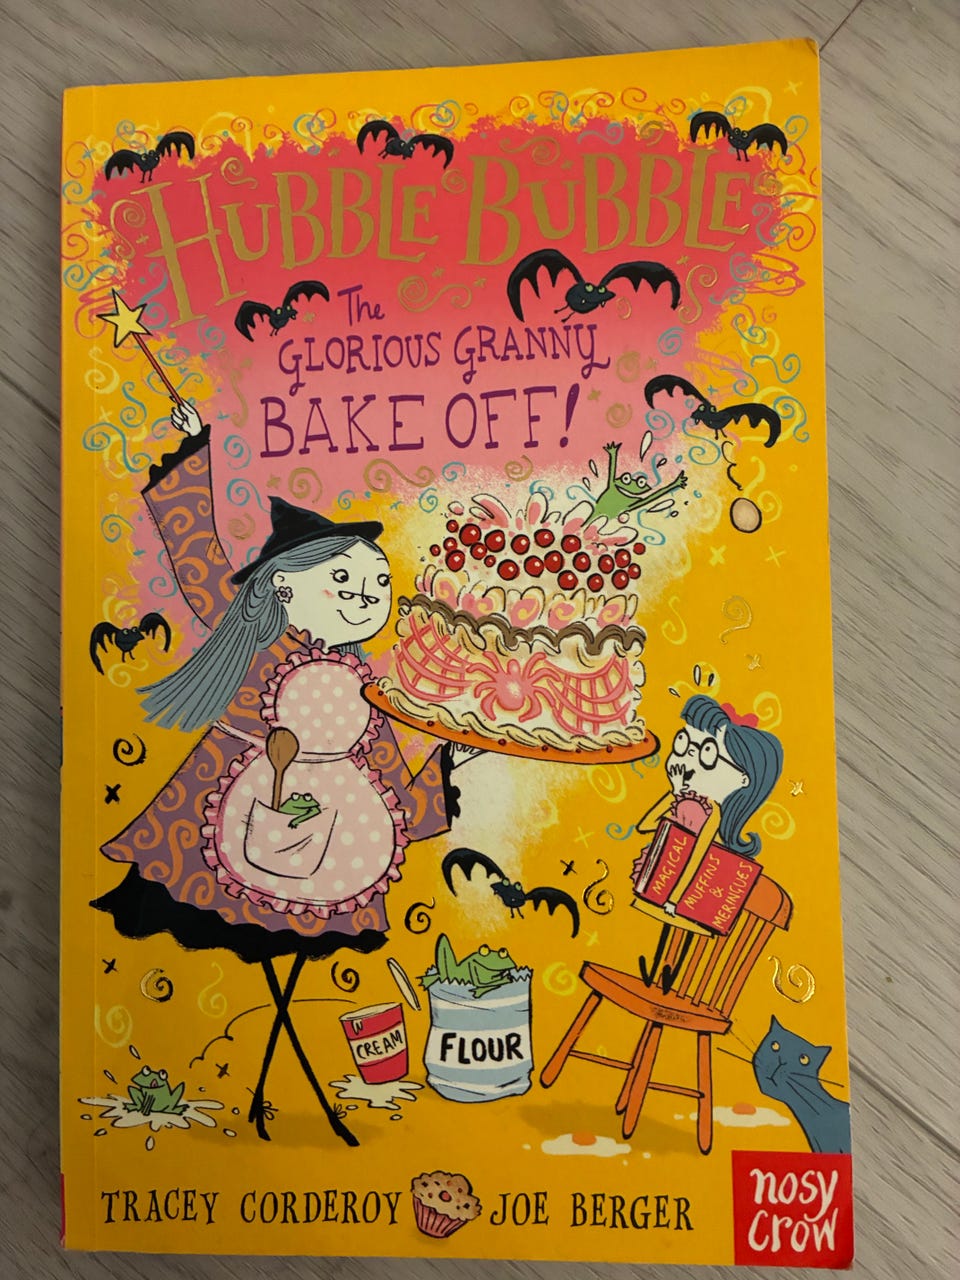 HUBBLE BUBBLE
The
GLORIOUS GRANNY
BAKE OFF!
MAGICAL
MUFFINS
&
MERINGUES
CREAM
FLOUR
TRACEY CORDEROY JOE BERGER
nosy
crow